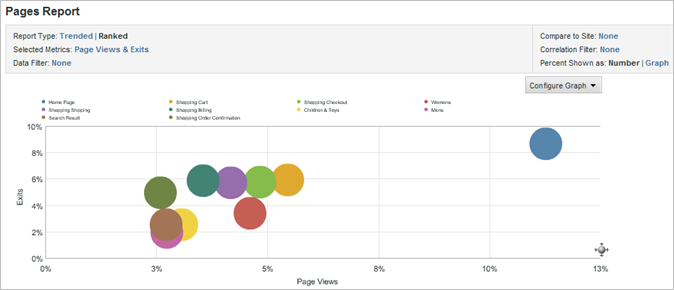 Pages Report
Report Type: Trended | Ranked
Compare to Site: None
Selected Metrics: Page Views & Exits
Correlation Filter: None
Data Filter: None
Percent Shown as: Number | Graph
Configure Graph
Home Page
Shopping Cart
Shopping Checkout
Womens
Shopping Shopping
Shopping Billing
Children & Toys
Mens
Search Result
Shopping Order Confirmation
10%
8%
6%
4%
2%
0%
Exits
0% 3% 5% 8% 10% 13%
Page Views